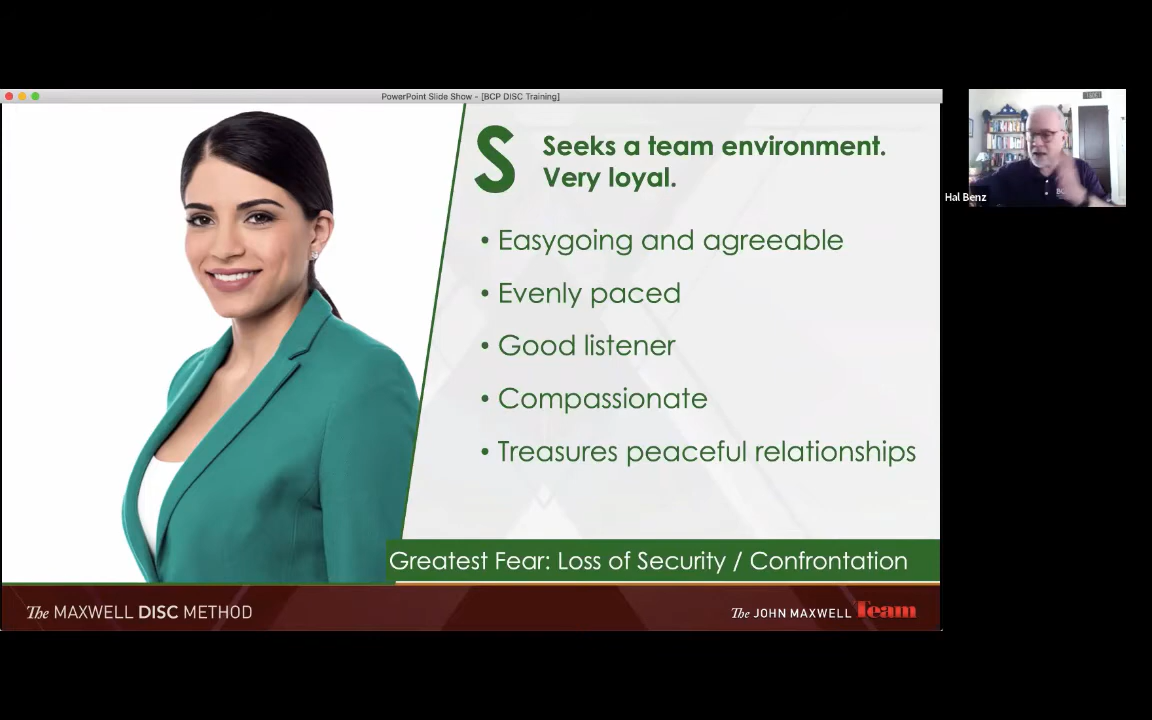 PowerPoint Slide Show - [BCP DISC Training]
S
Seeks a team environment.
Very loyal.
• Easygoing and agreeable
• Evenly paced
• Good listener
• Compassionate
• Treasures peaceful relationships
Greatest Fear: Loss of Security / Confrontation
The MAXWELL DISC METHOD
The JOHN MAXWELL Team
Hal Benz